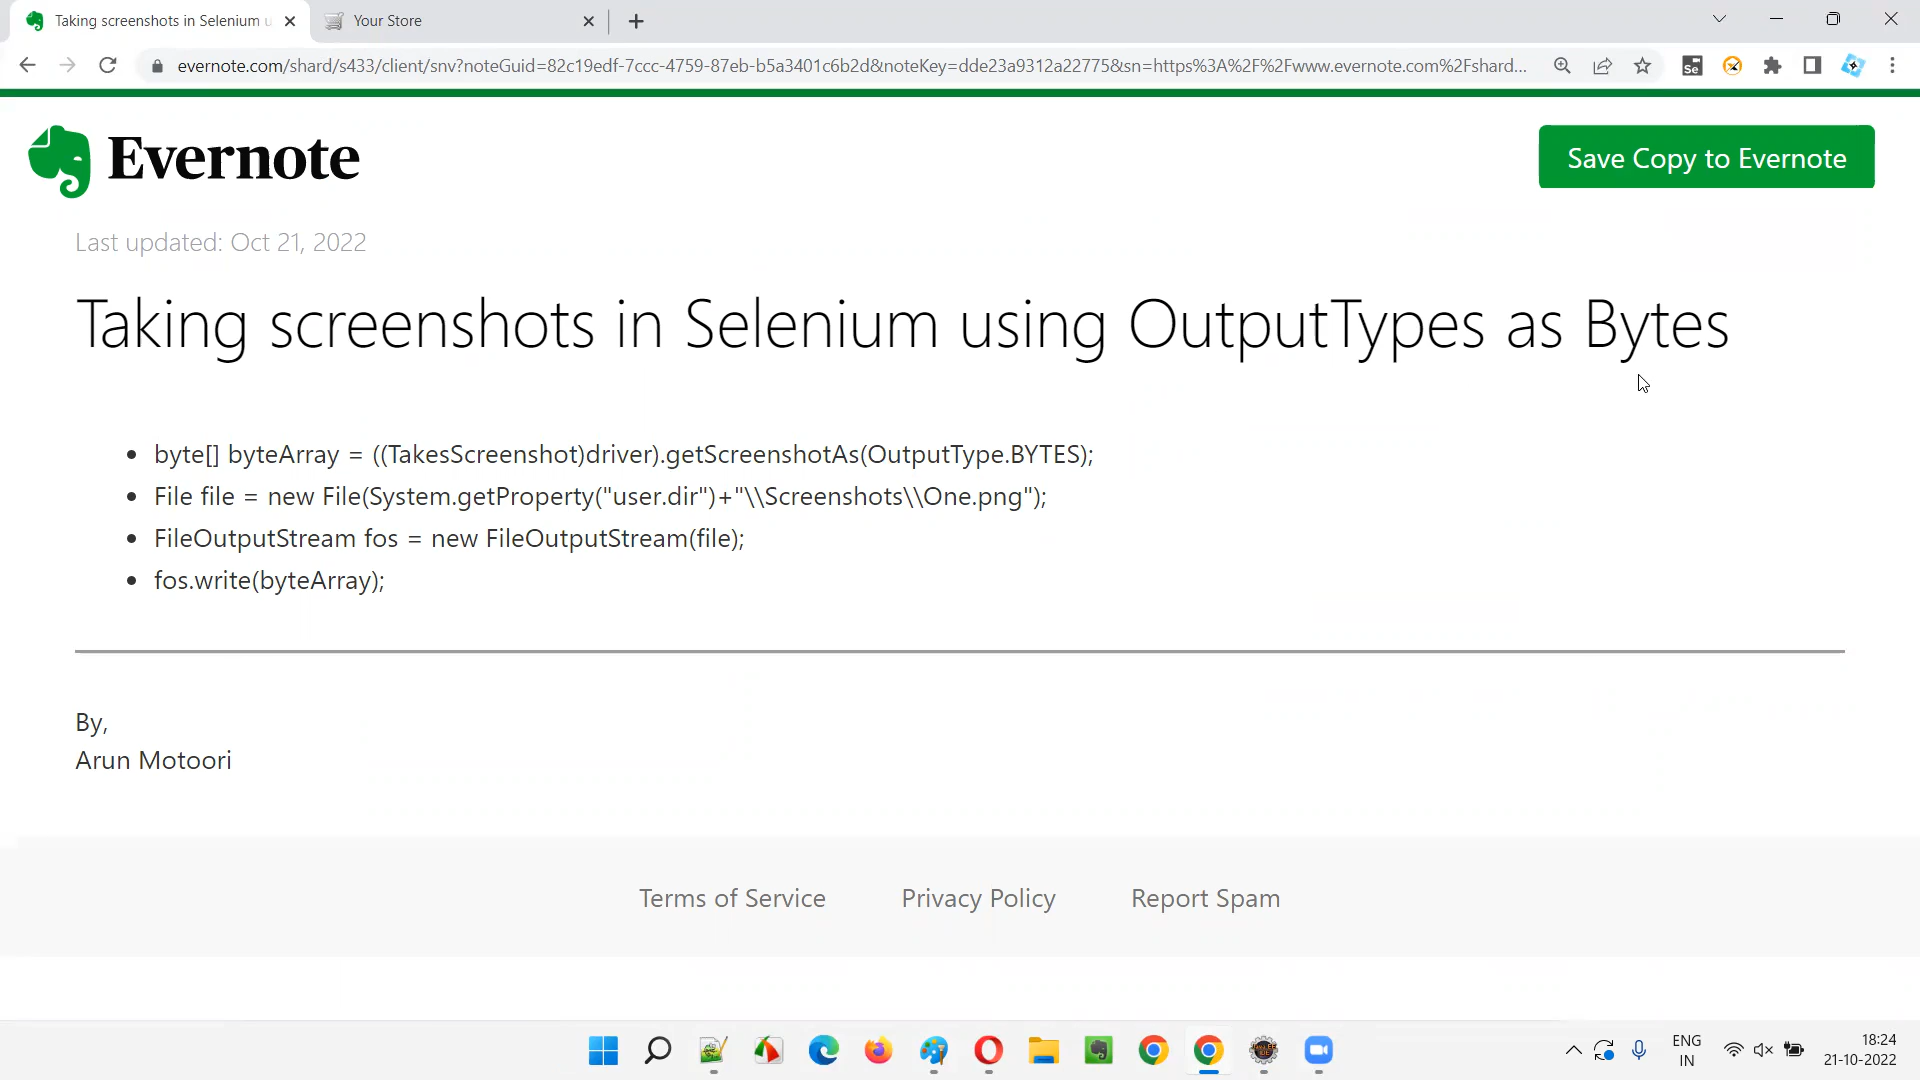 Taking screenshots in Selenium u
Your Store
evernote.com/shard/s433/client/snv?noteGuid=82c19edf-7ccc-4759-87eb-b5a3401c6b2d&noteKey=dde23a9312a22775&sn=https%3A%2F%2Fwww.evernote.com%2Fshard...
Se
Evernote
Save Copy to Evernote
Last updated: Oct 21, 2022
Taking screenshots in Selenium using OutputTypes as Bytes
• byte[] byteArray = ((TakesScreenshot)driver).getScreenshotAs(OutputType.BYTES);
• File file = new File(System.getProperty("user.dir")+"\\Screenshots\\One.png");
• FileOutputStream fos = new FileOutputStream(file);
• fos.write(byteArray);
By,
Arun Motoori
Terms of Service Privacy Policy Report Spam
ENG
IN
18:24
21-10-2022